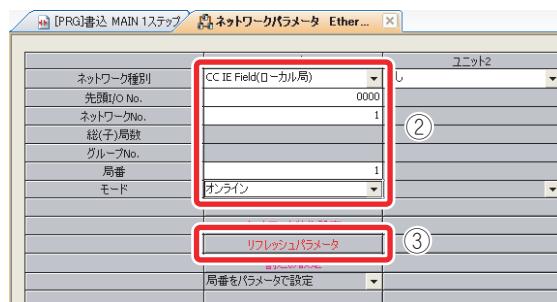 [PRG]書込 MAIN 1ステップ ネットワークパラメータ Ether...
ユニット2
ネットワーク種別 CC IE Field(ローカル局) し
先頭I/O No. 0000
ネットワークNo. 1
②
総(子)局数
グループNo.
局番 1
モード オンライン
リフレッシュパラメータ ③
局番をパラメータで設定